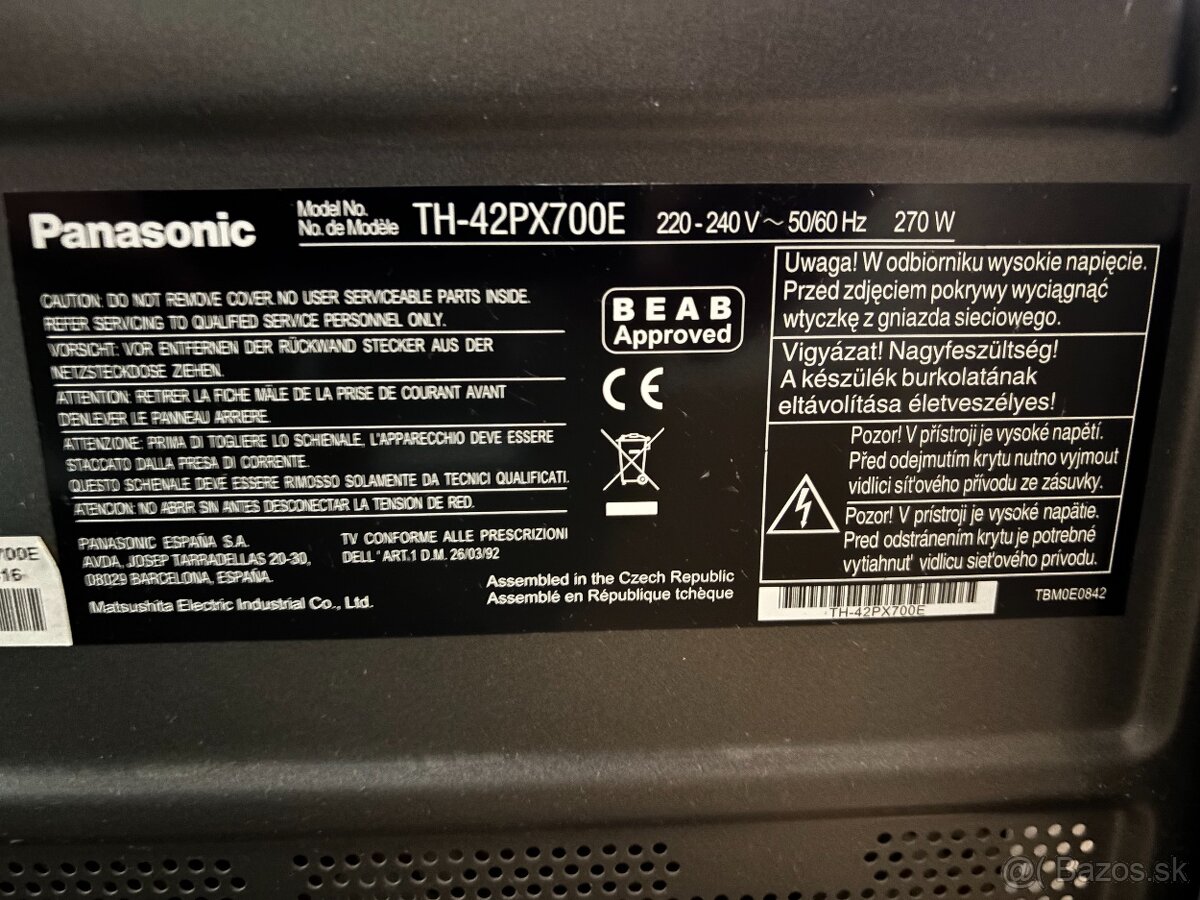 Panasonic
Model No.
No. de Modèle
TH-42PX700E 220-240 V ~ 50/60 Hz 270 W
CAUTION: DO NOT REMOVE COVER. NO USER SERVICEABLE PARTS INSIDE.
REFER SERVICING TO QUALIFIED SERVICE PERSONNEL ONLY.
VORSICHT: VOR ENTFERNEN DER RÜCKWAND STECKER AUS DER
NETZSTECKDOSE ZIEHEN.
ATTENTION: RETIRER LA FICHE MÂLE DE LA PRISE DE COURANT AVANT
D'ENLEVER LE PANNEAU ARRIERE.
ATTENZIONE: PRIMA DI TOGLIERE LO SCHIENALE, L'APPARECCHIO DEVE ESSERE
STACCATO DALLA PRESA DI CORRENTE.
QUESTO SCHIENALE DEVE ESSERE RIMOSSO SOLAMENTE DA TECNICI QUALIFICATI.
ATENCION: NO ABRIR SIN ANTES DESCONECTAR LA TENSION DE RED.
PANASONIC ESPAÑA S.A.
AVDA, JOSEP TARRADELLAS 20-30,
08029 BARCELONA, ESPAÑA.
TV CONFORME ALLE PRESCRIZIONI
DELL' ART.1 D.M. 26/03/92
Matsushita Electric Industrial Co., Ltd.
Assembled in the Czech Republic
Assemblé en République tchèque
BEAB
Approved
CE
Uwaga! W odbiorniku wysokie napięcie.
Przed zdjęciem pokrywy wyciągnąć
wtyczkę z gniazda sieciowego.
Vigyázat! Nagyfeszültség!
A készülék burkolatának
eltávolítása életveszélyes!
Pozor! V přístroji je vysoké napětí.
Před odejmutím krytu nutno vyjmout
vidlici síťového přívodu ze zásuvky.
Pozor! V prístroji je vysoké napätie.
Pred odstránením krytu je potrebné
vytiahnuť vidlicu sieťového prívodu.
TH-42PX700E
TBM0E0842
700E
16-
@ Bazos.sk